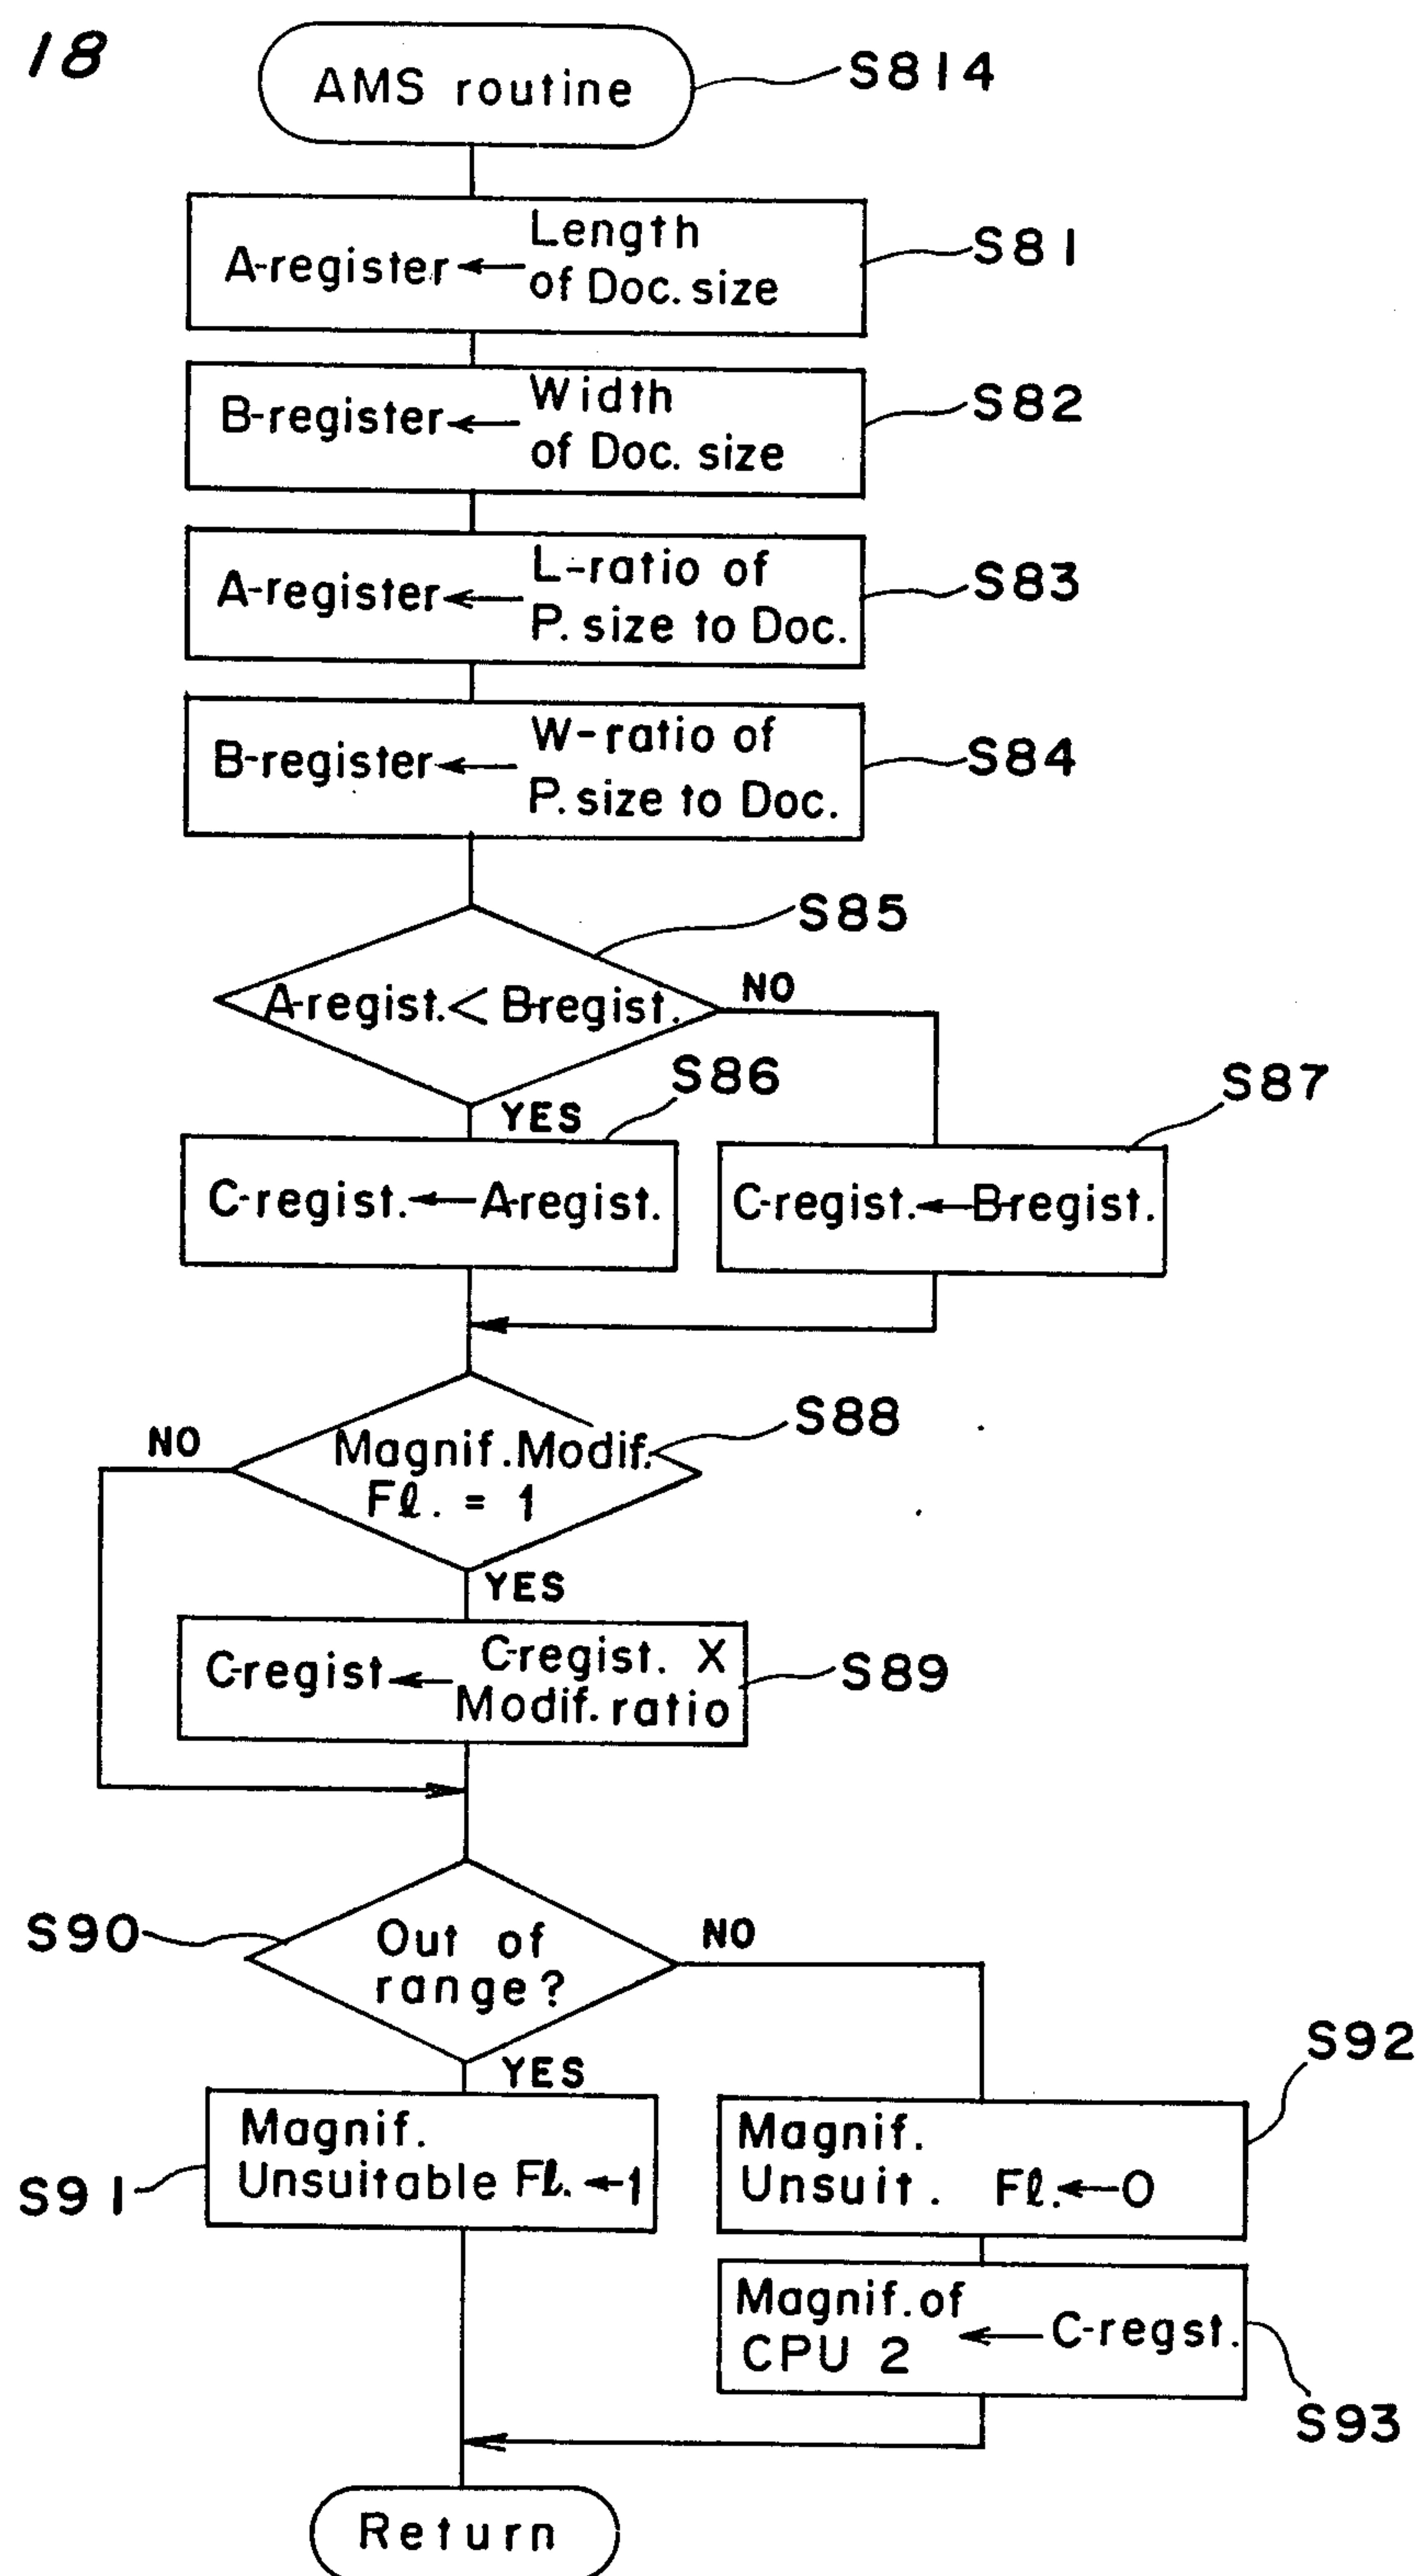 18
AMS routine
S814
A-register ← Length
of Doc. size
S81
B-register ← Width
of Doc. size
S82
A-register ← L-ratio of
P. size to Doc.
S83
B-register ← W-ratio of
P. size to Doc.
S84
S85
A-regist. < B-regist.
NO
YES
S86
S87
C-regist. ← A-regist.
C-regist. ← B-regist.
S88
NO
Magnif. Modif.
Fl. = 1
YES
C-regist ← C-regist. X
Modif. ratio
S89
S90
Out of
range?
NO
YES
S92
Magnif.
Unsuitable Fl. ← 1
S91
Magnif.
Unsuit. Fl. ← 0
Magnif. of
CPU 2 ← C-regst.
S93
Return